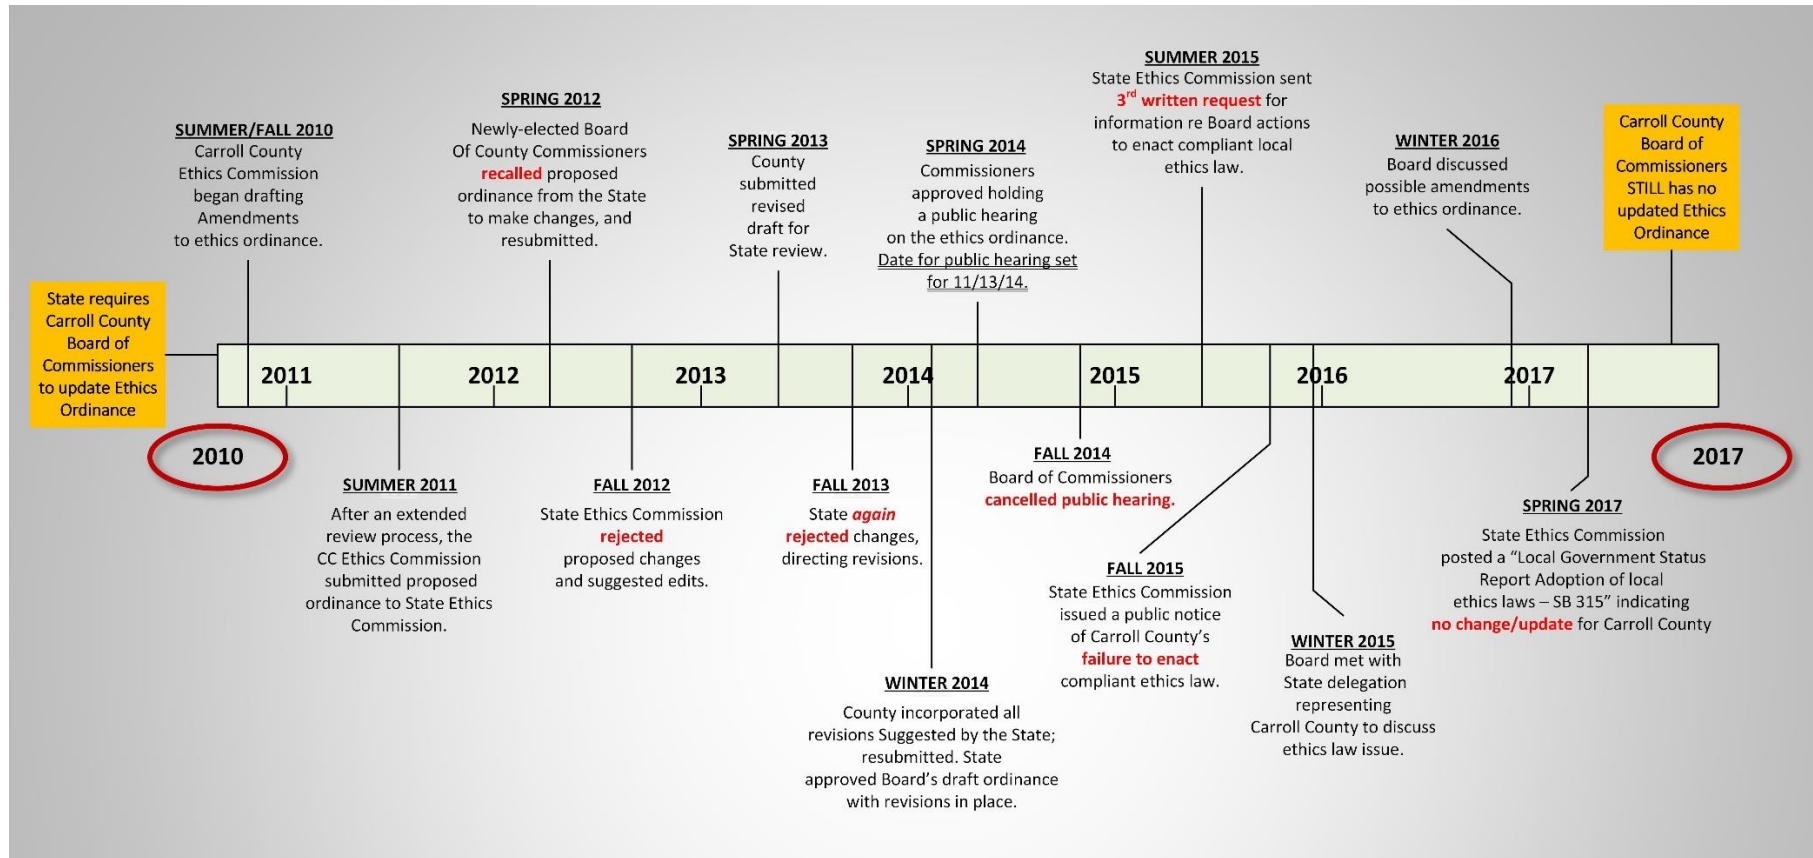 State requires
Carroll County
Board of
Commissioners
to update Ethics
Ordinance
2010
SUMMER/FALL 2010
Carroll County
Ethics Commission
began drafting
Amendments
to ethics ordinance.
SUMMER 2011
After an extended
review process, the
CC Ethics Commission
submitted proposed
ordinance to State Ethics
Commission.
SPRING 2012
Newly-elected Board
Of County Commissioners
recalled proposed
ordinance from the State
to make changes, and
resubmitted.
FALL 2012
State Ethics Commission
rejected
proposed changes
and suggested edits.
SPRING 2013
County
submitted
revised
draft for
State review.
FALL 2013
State again
rejected changes,
directing revisions.
WINTER 2014
County incorporated all
revisions Suggested by the State;
resubmitted. State
approved Board’s draft ordinance
with revisions in place.
SPRING 2014
Commissioners
approved holding
a public hearing
on the ethics ordinance.
Date for public hearing set
for 11/13/14.
FALL 2014
Board of Commissioners
cancelled public hearing.
SUMMER 2015
State Ethics Commission sent
3rd written request for
information re Board actions
to enact compliant local
ethics law.
FALL 2015
State Ethics Commission
issued a public notice
of Carroll County’s
failure to enact
compliant ethics law.
WINTER 2015
Board met with
State delegation
representing
Carroll County to discuss
ethics law issue.
WINTER 2016
Board discussed
possible amendments
to ethics ordinance.
SPRING 2017
State Ethics Commission
posted a “Local Government Status
Report Adoption of local
ethics laws – SB 315” indicating
no change/update for Carroll County
Carroll County
Board of
Commissioners
STILL has no
updated Ethics
Ordinance
2017
2011
2012
2013
2014
2015
2016
2017